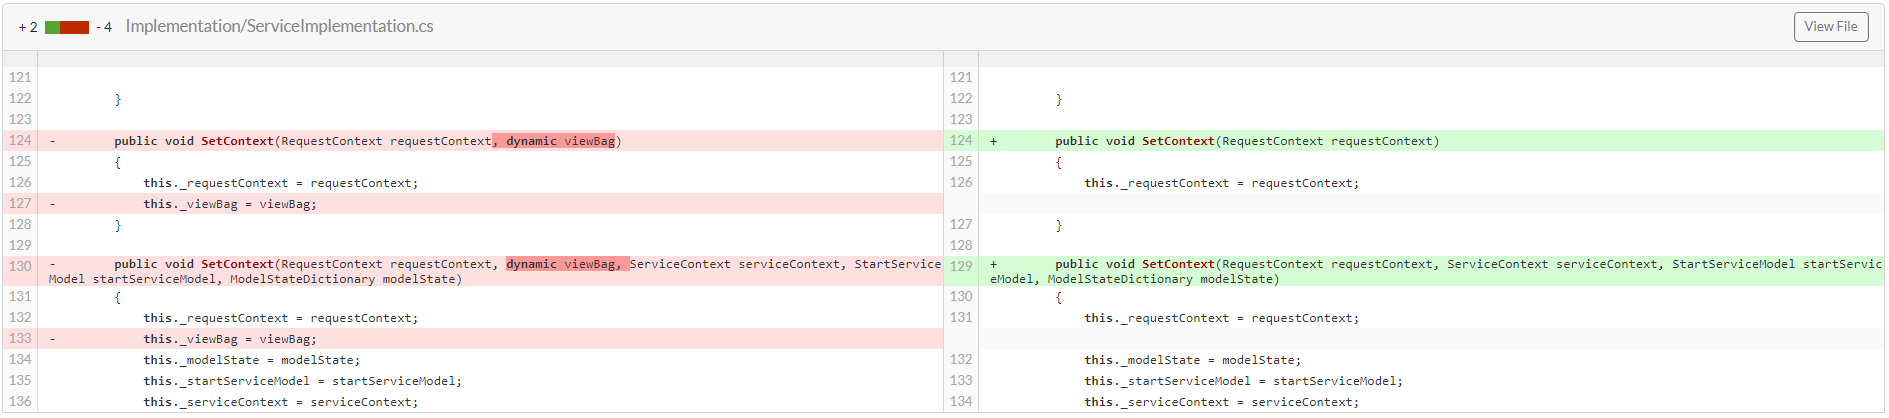 + 2 - 4 Implementation/ServiceImplementation.cs View File
121 121
122 } 122 }
123 123
124 - public void SetContext(RequestContext requestContext, dynamic viewBag) 124 + public void SetContext(RequestContext requestContext)
125 { 125 {
126 this._requestContext = requestContext; 126 this._requestContext = requestContext;
127 - this._viewBag = viewBag;
128 } 127 }
129 128
130 - public void SetContext(RequestContext requestContext, dynamic viewBag, ServiceContext serviceContext, StartService 129 + public void SetContext(RequestContext requestContext, ServiceContext serviceContext, StartServiceModel startServic
Model startServiceModel, ModelStateDictionary modelState) eModel, ModelStateDictionary modelState)
131 { 130 {
132 this._requestContext = requestContext; 131 this._requestContext = requestContext;
133 - this._viewBag = viewBag;
134 this._modelState = modelState; 132 this._modelState = modelState;
135 this._startServiceModel = startServiceModel; 133 this._startServiceModel = startServiceModel;
136 this._serviceContext = serviceContext; 134 this._serviceContext = serviceContext;